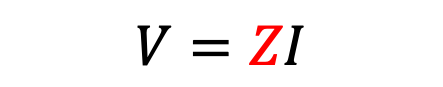 V = ZI